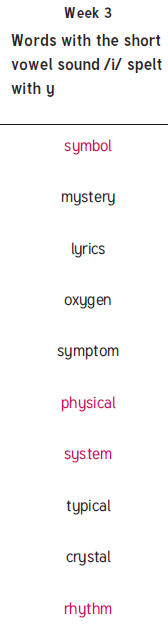 Week 3
Words with the short
vowel sound /i/ spelt
with y
symbol
mystery
lyrics
oxygen
symptom
physical
system
typical
crystal
rhythm